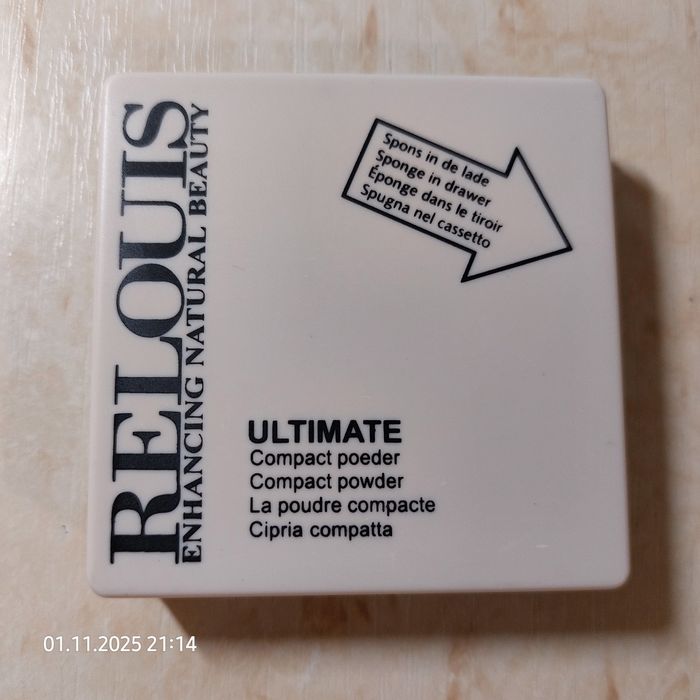 RELOUIS
ENHANCING NATURAL BEAUTY
Spons in de lade
Sponge in drawer
Éponge dans le tiroir
Spugna nel cassetto
ULTIMATE
Compact poeder
Compact powder
La poudre compacte
Cipria compatta
01.11.2025 21:14